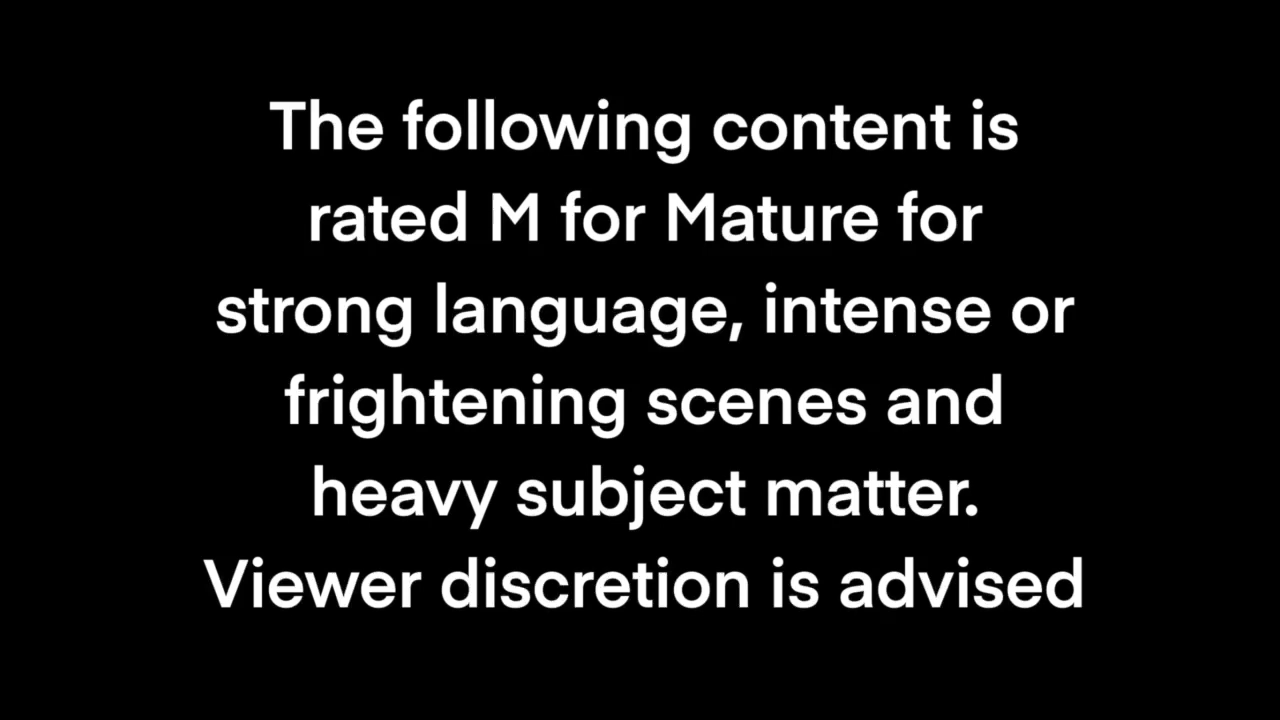 The following content is
rated M for Mature for
strong language, intense or
frightening scenes and
heavy subject matter.
Viewer discretion is advised